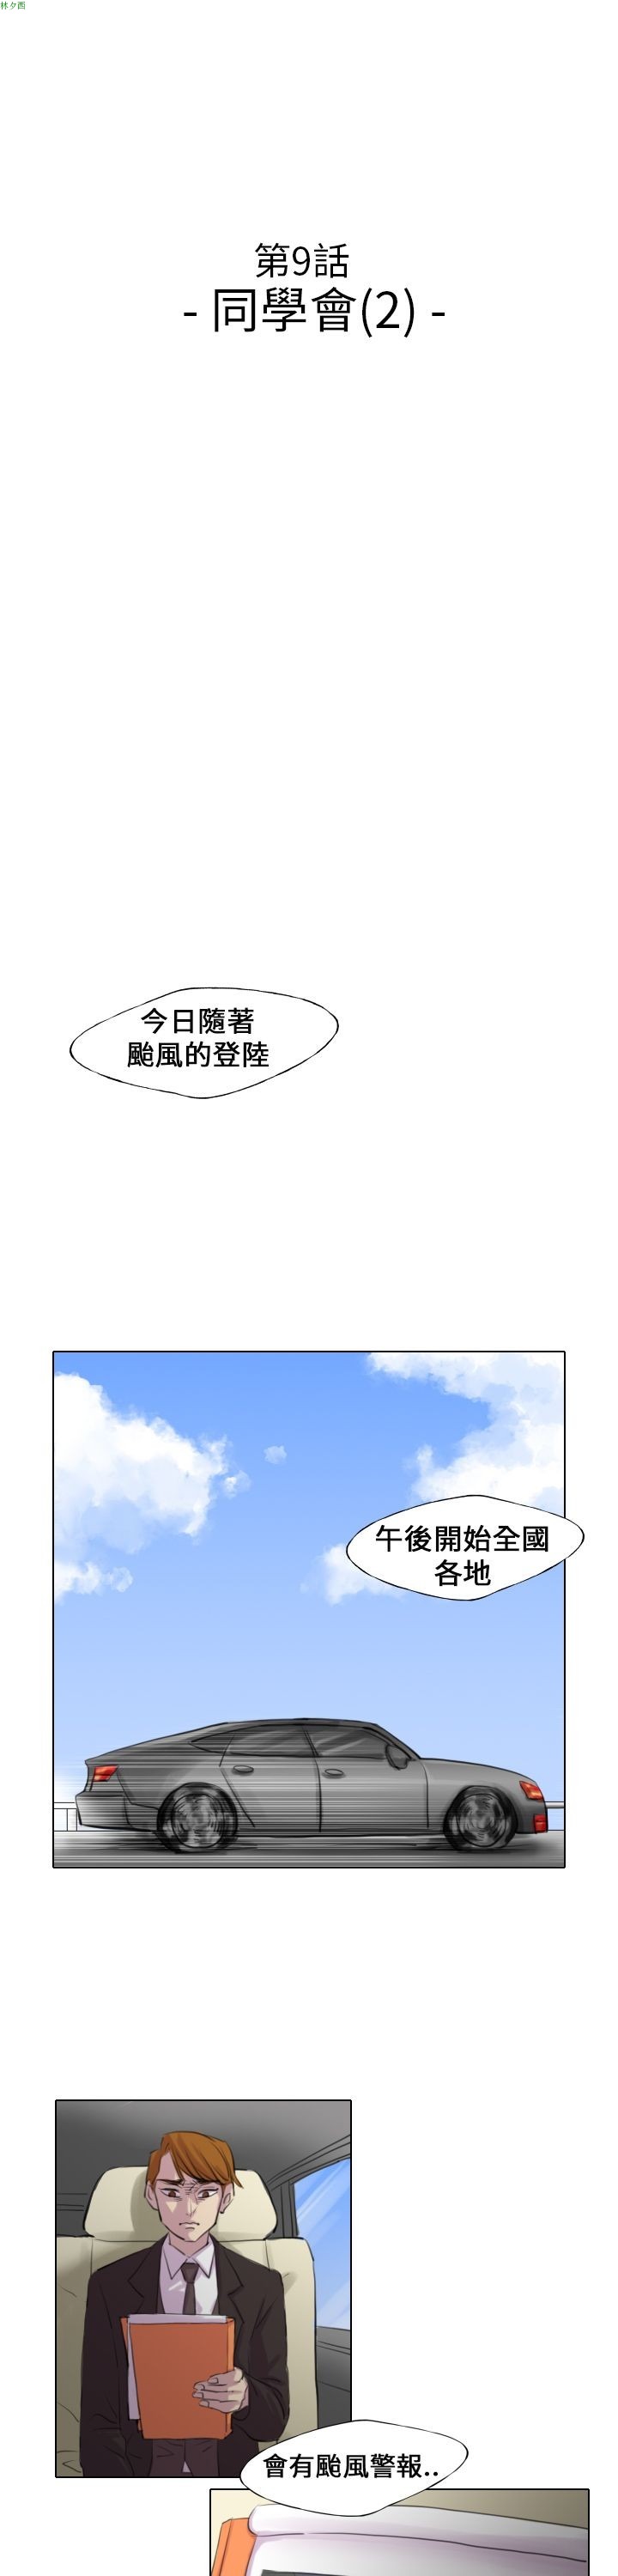 林夕西
第9話
- 同學會(2) -
今日隨著
颱風的登陸
午後開始全國
各地
會有颱風警報..